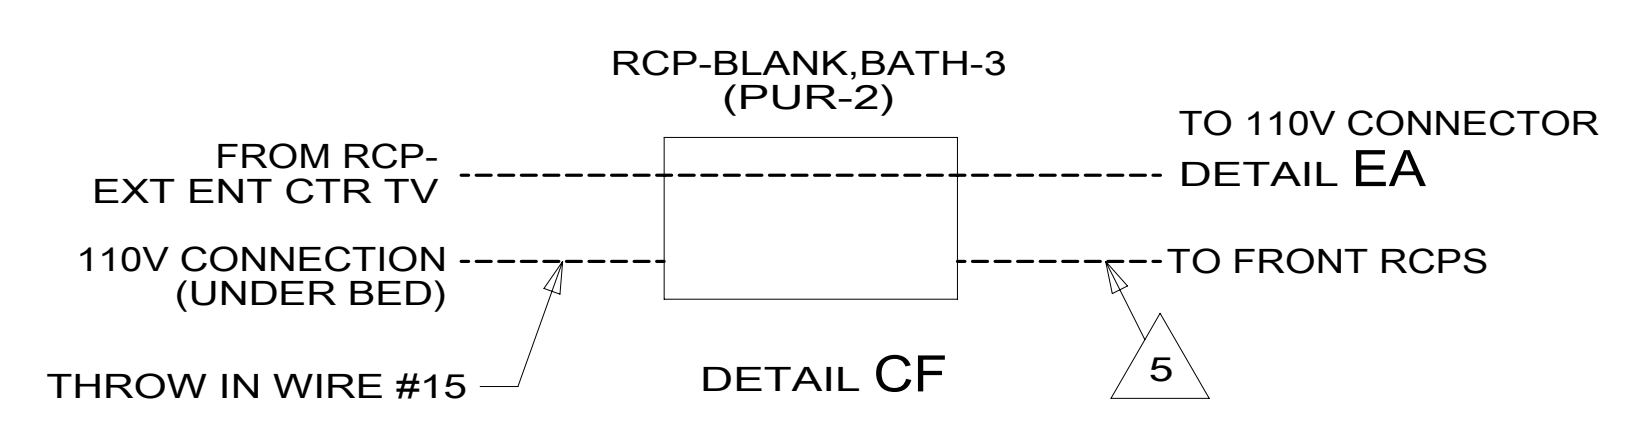 RCP-BLANK,BATH-3
(PUR-2)
FROM RCP-
EXT ENT CTR TV
TO 110V CONNECTOR
DETAIL EA
110V CONNECTION
(UNDER BED)
TO FRONT RCPS
THROW IN WIRE #15
DETAIL CF
5